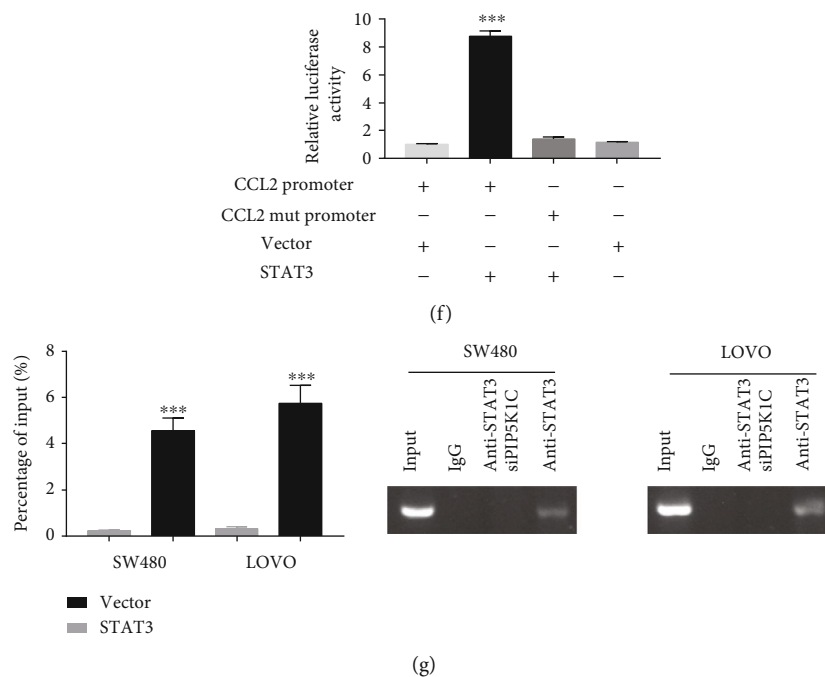 10
8
6
4
2
0
Relative luciferase
activity
***
CCL2 promoter + + – –
CCL2 mut promoter – – + –
Vector + – – +
STAT3 – + + –
(f)
8
6
4
2
0
Percentage of input (%)
***
***
SW480 LOVO
Vector
STAT3
SW480
Input
IgG
Anti-STAT3
siPIP5K1C
Anti-STAT3
LOVO
Input
IgG
Anti-STAT3
siPIP5K1C
Anti-STAT3
(g)